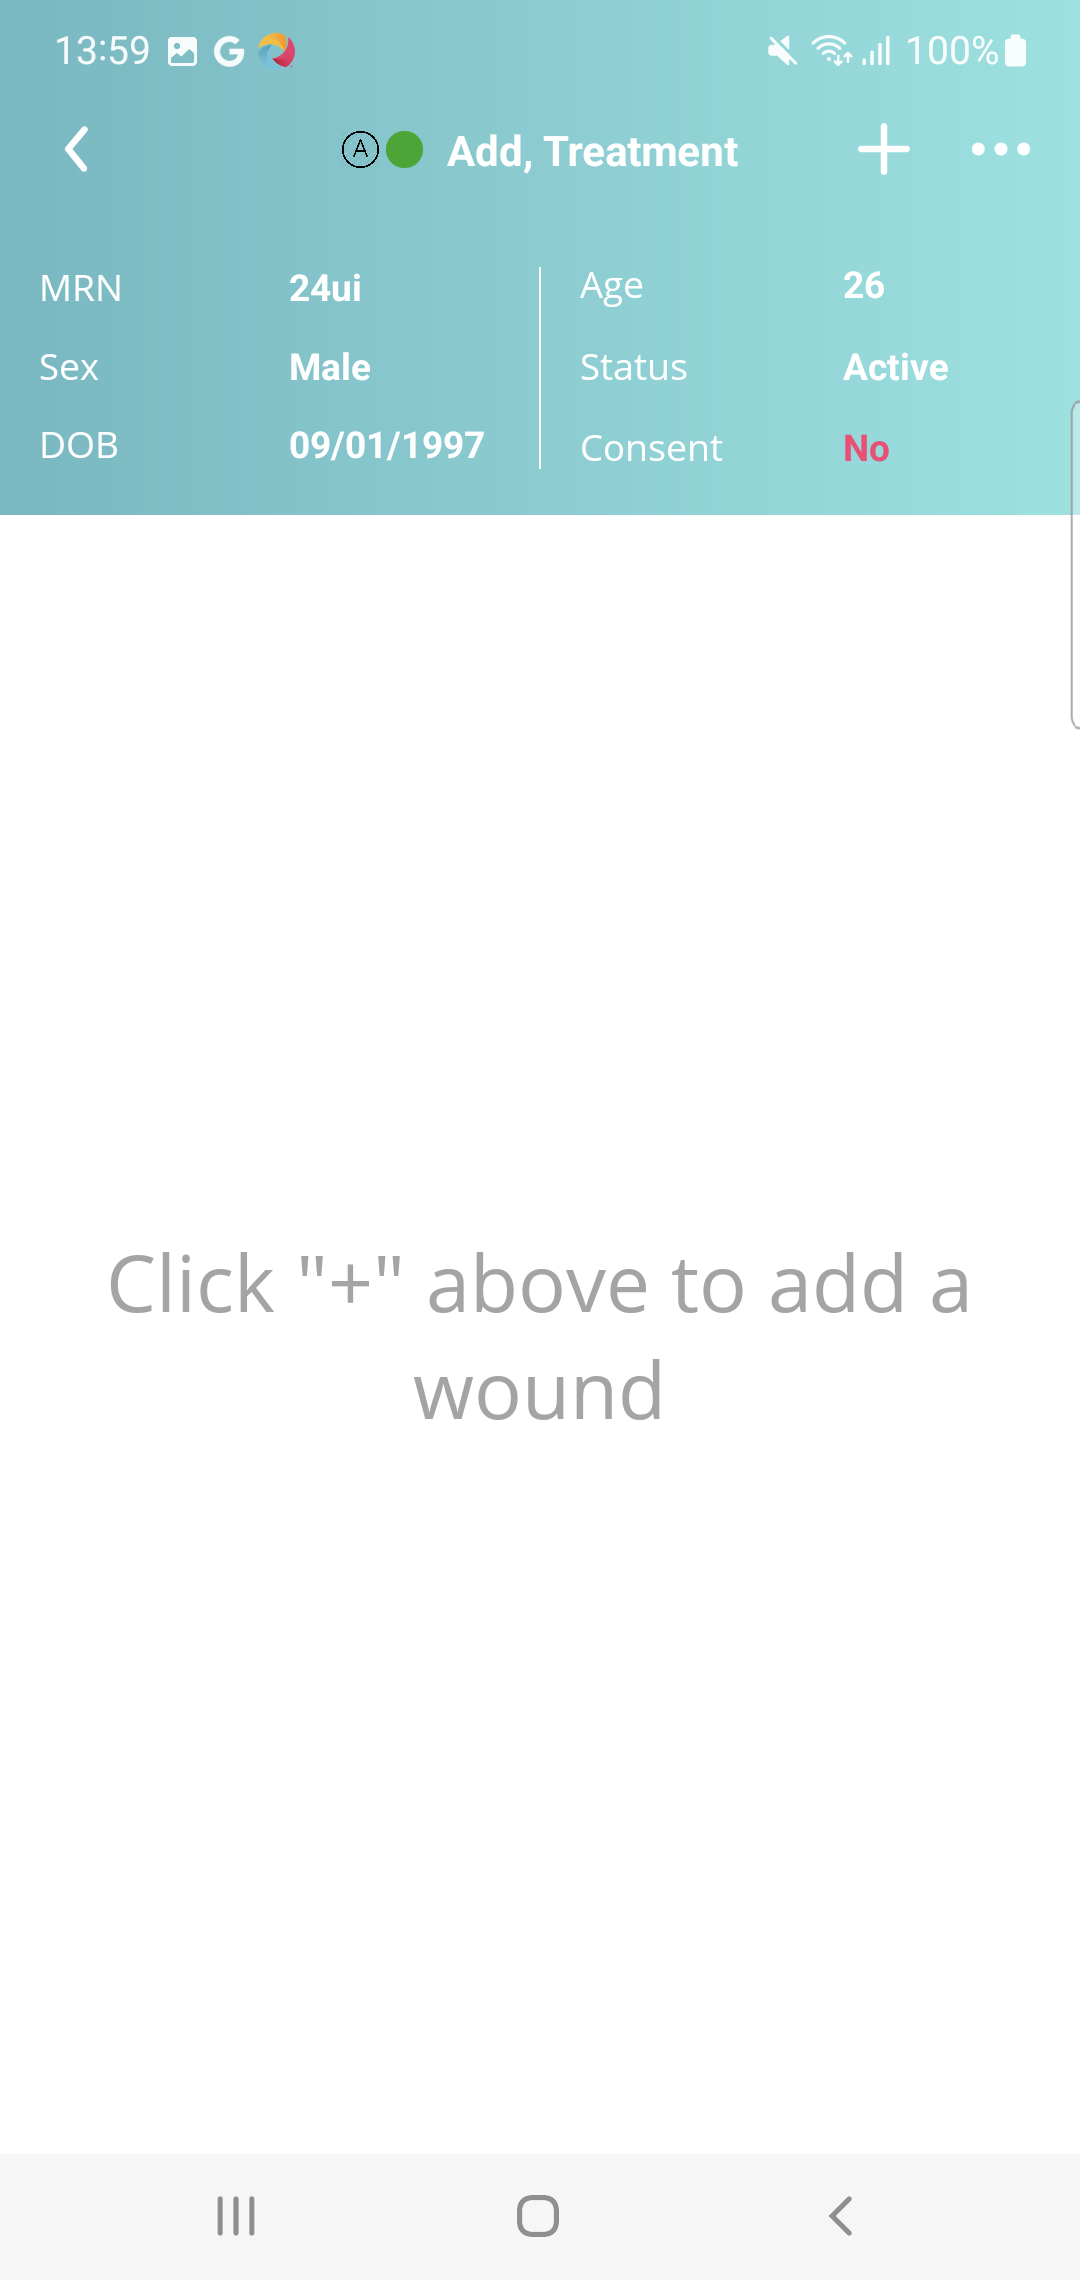 13:59 G 100%
A Add, Treatment
MRN 24ui Age 26
Sex Male Status Active
DOB 09/01/1997 Consent No
Click "+" above to add a
wound